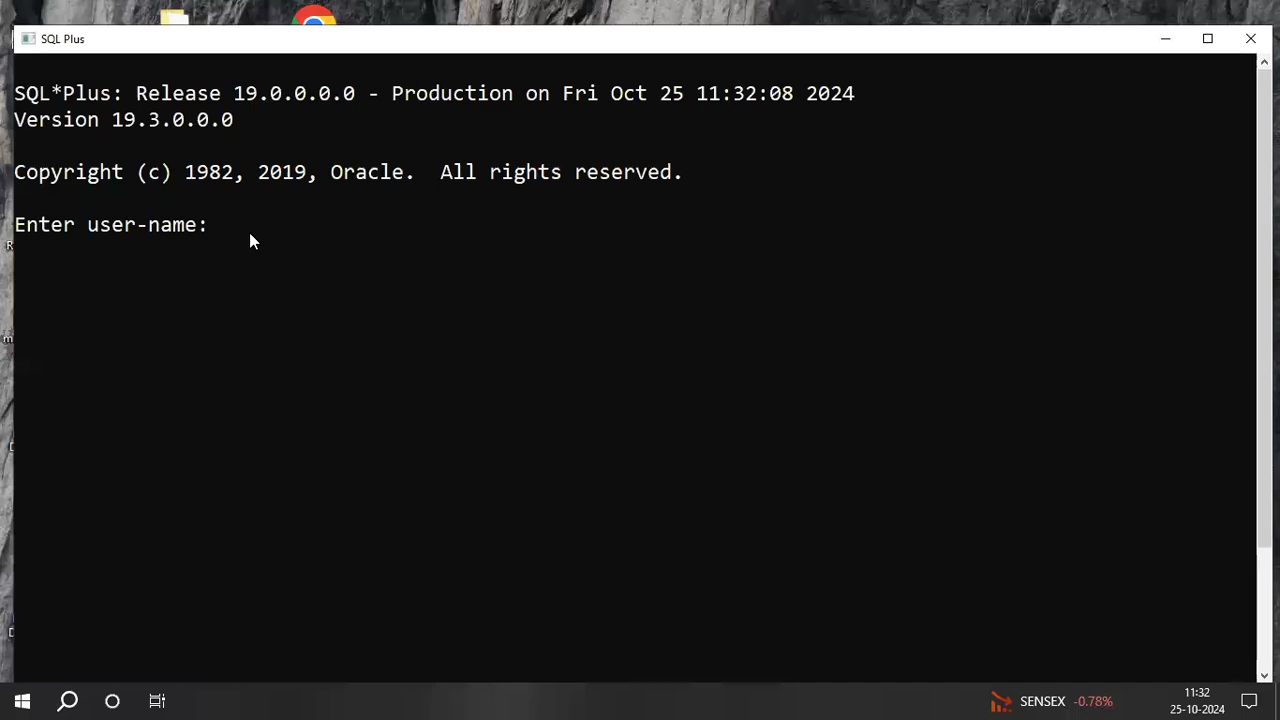 SQL Plus
SQL*Plus: Release 19.0.0.0.0 - Production on Fri Oct 25 11:32:08 2024
Version 19.3.0.0.0
Copyright (c) 1982, 2019, Oracle.  All rights reserved.
Enter user-name:
SENSEX -0.78%
11:32
25-10-2024